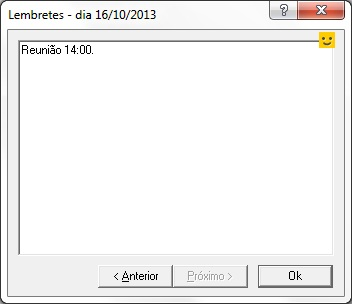 Lembretes - dia 16/10/2013
Reunião 14:00.
< Anterior
Próximo >
Ok